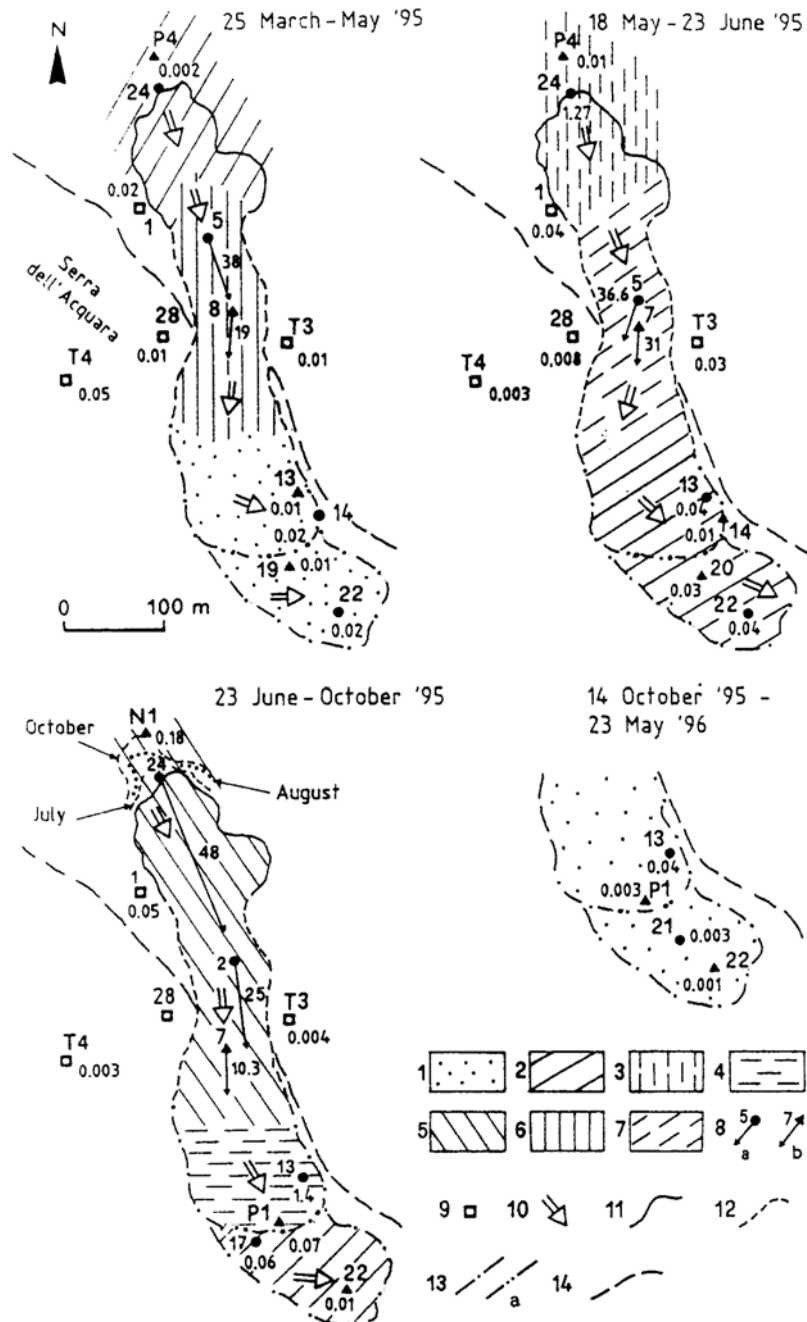 25 March - May '95
N
P4
0.002
24
0.02
1
5
38
Serra
dell' Acquara
28
0.01
8
19
T3
0.01
T4
0.05
13
0.01
0.02
14
19
0.01
22
0.02
0 100 m
18 May - 23 June '95
P4
0.01
24
1.27
1
0.04
5
36.6
7
31
28
0,008
T3
0.03
T4
0.003
13
0.04
0.01
14
20
0.03
22
0.04
23 June - October '95
N1
0.18
October
24
August
July
48
1
0.05
2
25
28
T3
0.004
7
10.3
T4
0.003
13
1.4
P1
0.07
17
0.06
22
0.01
14 October '95 -
23 May '96
13
0.04
0.003 P1
21 0.003
22
0.001
1 2 3 4
5 6 7 8 5 7
a b
9 10 11 12
13 a 14